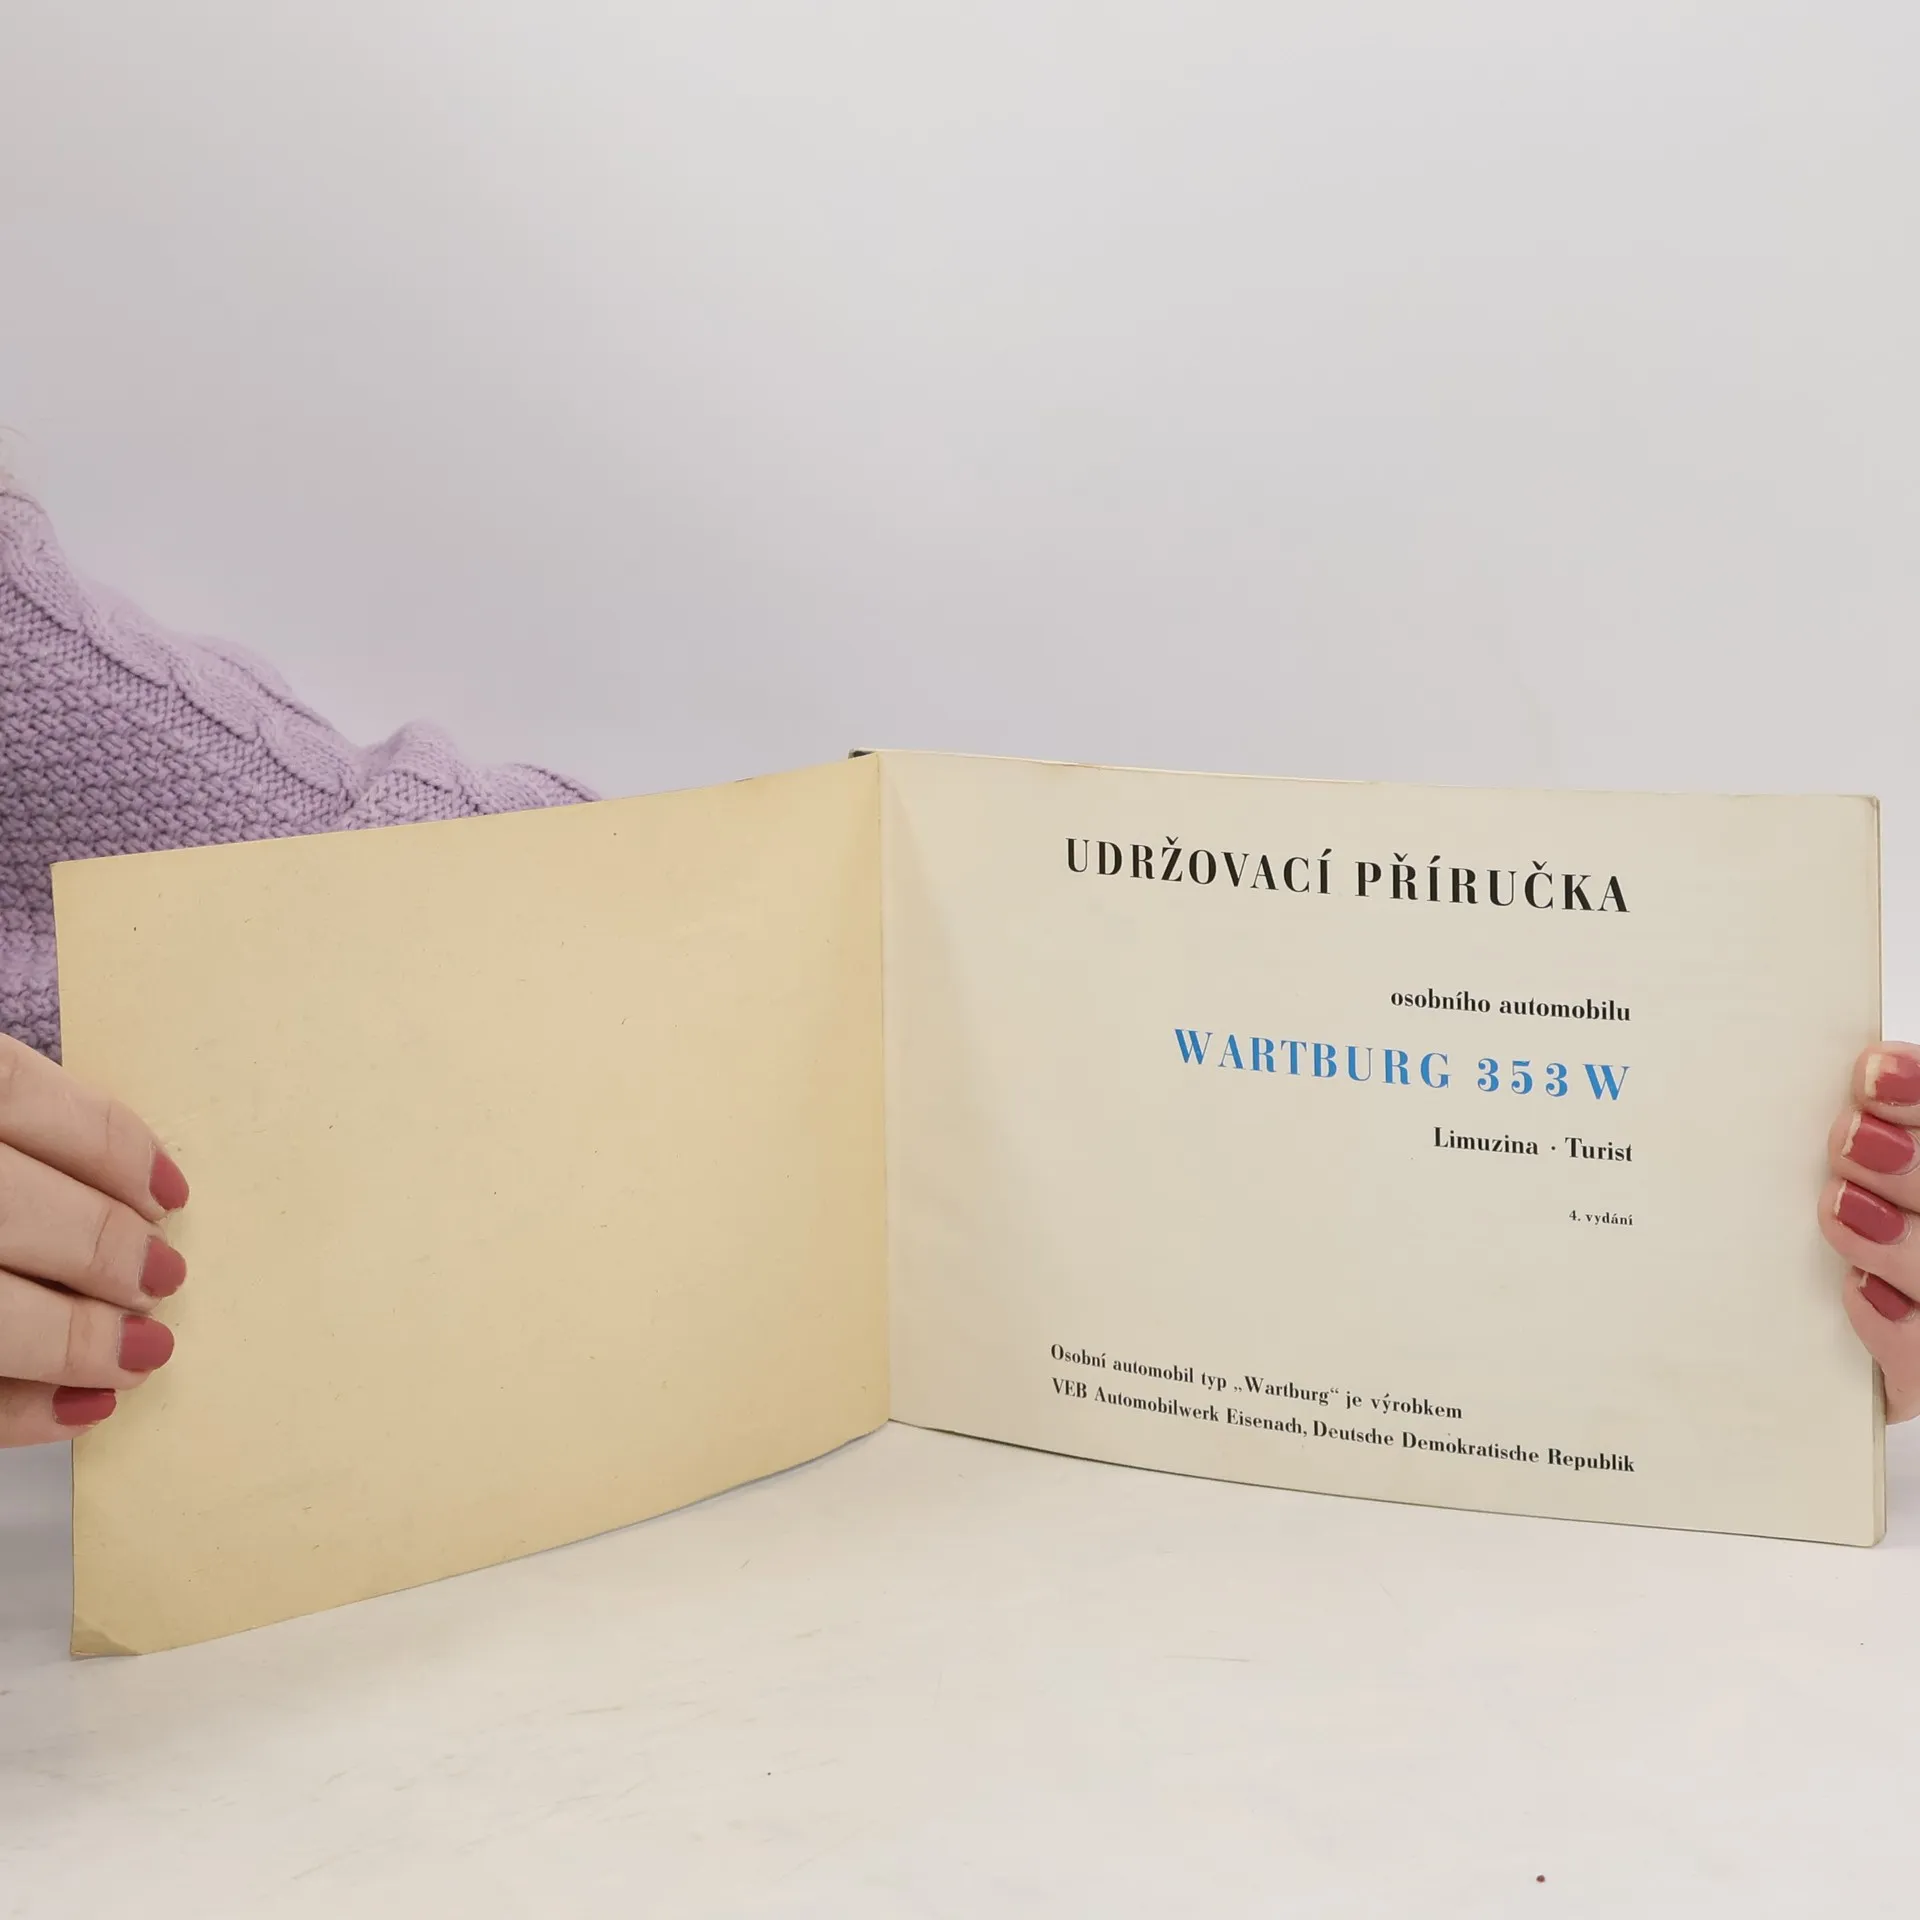 UDRŽOVACÍ PŘÍRUČKA
osobního automobilu
WARTBURG 353 W
Limuzina · Turist
4. vydání
Osobní automobil typ „Wartburg“ je výrobkem
VEB Automobilwerk Eisenach, Deutsche Demokratische Republik